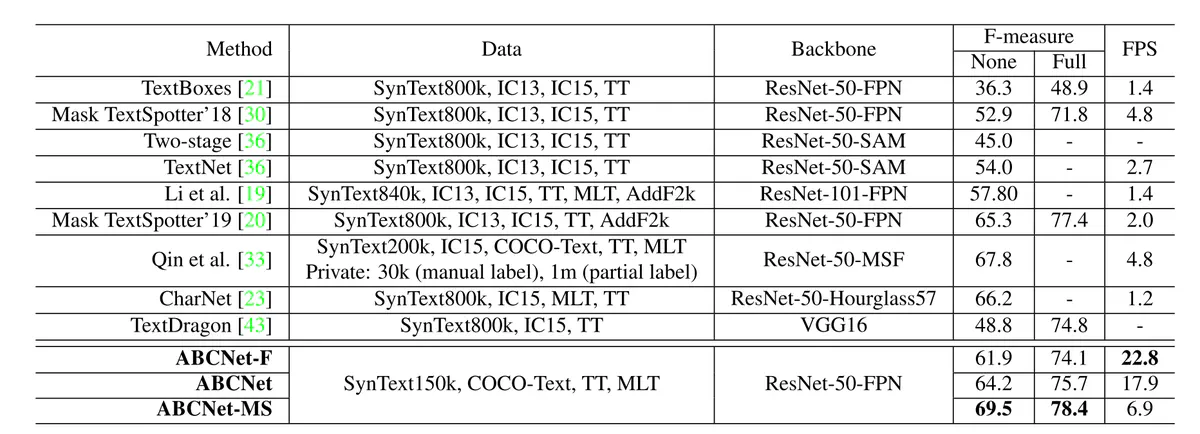 Method Data Backbone F-measure FPS
None Full
TextBoxes [21] SynText800k, IC13, IC15, TT ResNet-50-FPN 36.3 48.9 1.4
Mask TextSpotter’18 [30] SynText800k, IC13, IC15, TT ResNet-50-FPN 52.9 71.8 4.8
Two-stage [36] SynText800k, IC13, IC15, TT ResNet-50-SAM 45.0 - -
TextNet [36] SynText800k, IC13, IC15, TT ResNet-50-SAM 54.0 - 2.7
Li et al. [19] SynText840k, IC13, IC15, TT, MLT, AddF2k ResNet-101-FPN 57.80 - 1.4
Mask TextSpotter’19 [20] SynText800k, IC13, IC15, TT, AddF2k ResNet-50-FPN 65.3 77.4 2.0
Qin et al. [33] SynText200k, IC15, COCO-Text, TT, MLT
Private: 30k (manual label), 1m (partial label) ResNet-50-MSF 67.8 - 4.8
CharNet [23] SynText800k, IC15, MLT, TT ResNet-50-Hourglass57 66.2 - 1.2
TextDragon [43] SynText800k, IC15, TT VGG16 48.8 74.8 -
ABCNet-F 61.9 74.1 22.8
ABCNet SynText150k, COCO-Text, TT, MLT ResNet-50-FPN 64.2 75.7 17.9
ABCNet-MS 69.5 78.4 6.9